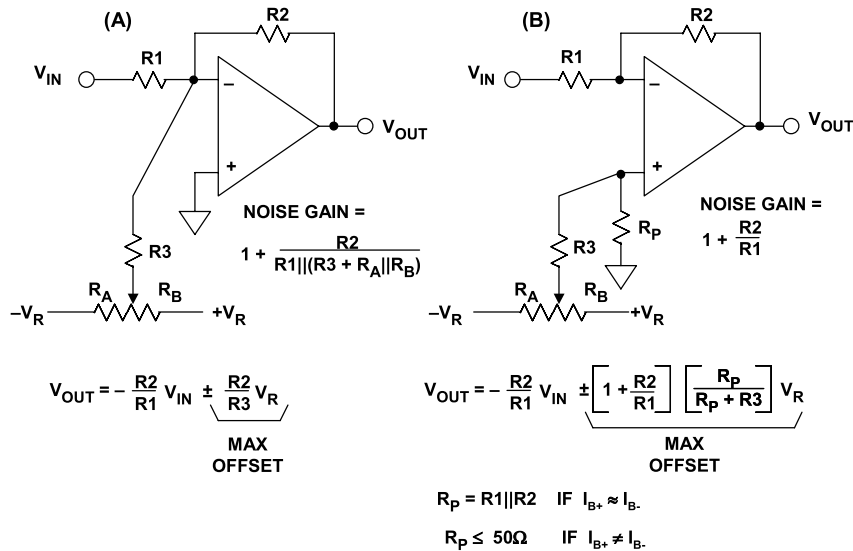 (A)
R2
R1
V_IN
–
+
V_OUT
NOISE GAIN =
1 + R2 / R1||(R3 + R_A||R_B)
R3
R_A
R_B
–V_R
+V_R
V_OUT = – R2/R1 V_IN ± R2/R3 V_R
MAX
OFFSET
(B)
R2
R1
V_IN
–
+
V_OUT
NOISE GAIN =
1 + R2/R1
R3
R_P
R_A
R_B
–V_R
+V_R
V_OUT = – R2/R1 V_IN ± [1 + R2/R1] [R_P / R_P + R3] V_R
MAX
OFFSET
R_P = R1||R2 IF I_B+ ≈ I_B-
R_P ≤ 50Ω IF I_B+ ≠ I_B-